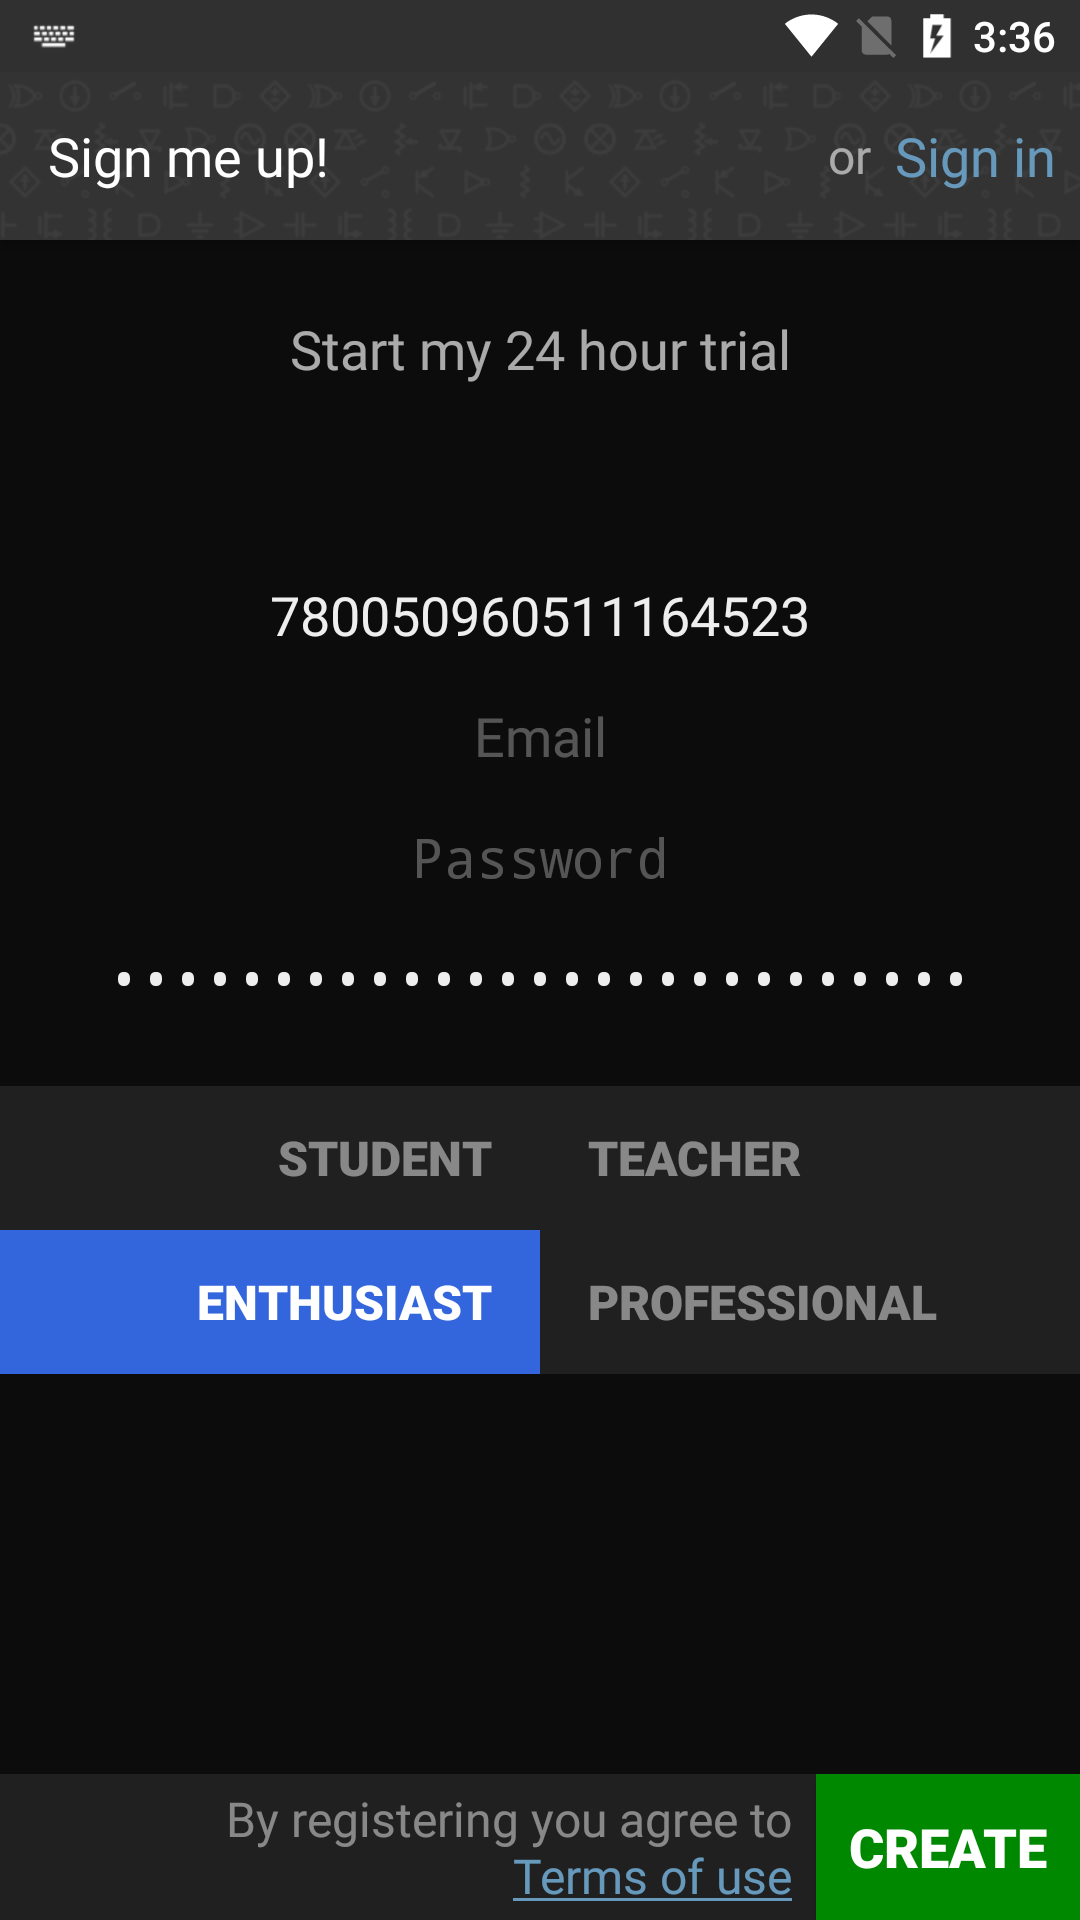 3:36
Sign me up! or Sign in
Start my 24 hour trial
780050960511164523
Email
Password
•••••••••••••••••••••••••••
STUDENT TEACHER
ENTHUSIAST PROFESSIONAL
By registering you agree to
Terms of use
CREATE